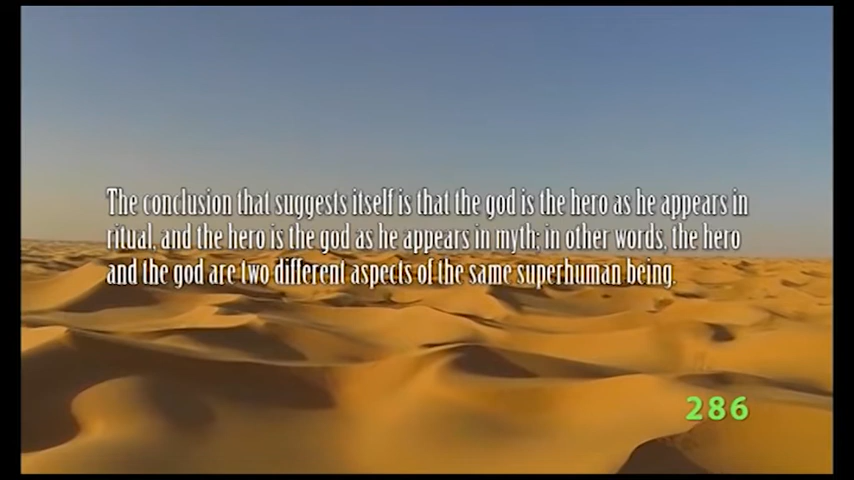 The conclusion that suggests itself is that the god is the hero as he appears in
ritual, and the hero is the god as he appears in myth; in other words, the hero
and the god are two different aspects of the same superhuman being.
286